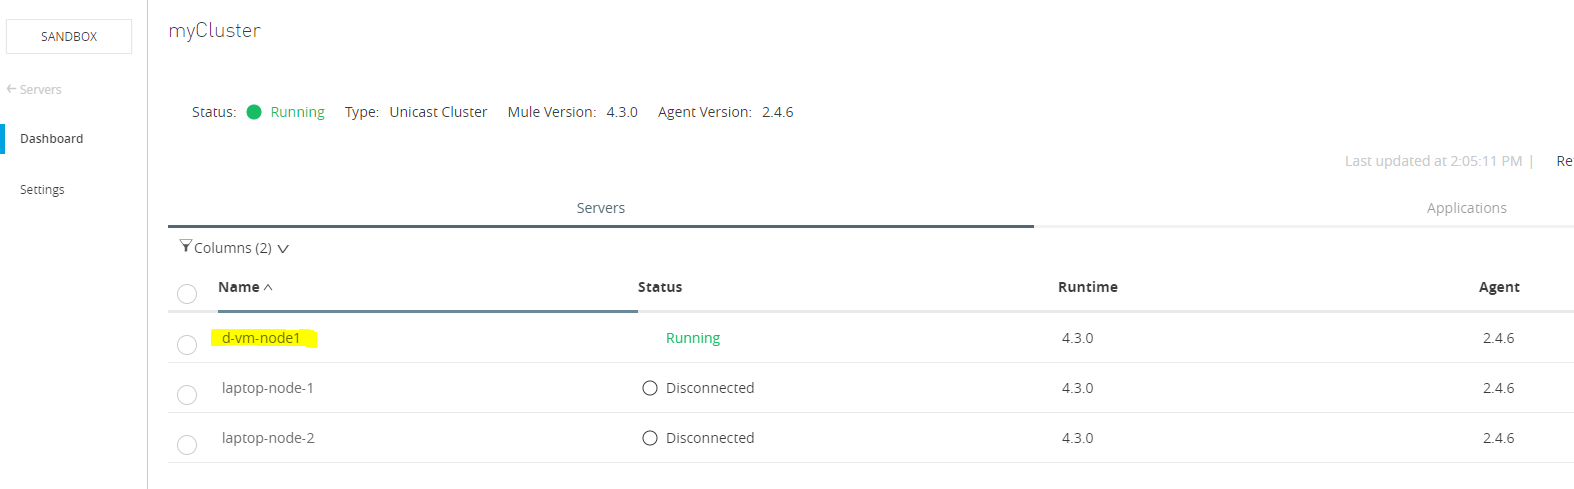 SANDBOX
Servers
Dashboard
Settings
myCluster
Status: Running Type: Unicast Cluster Mule Version: 4.3.0 Agent Version: 2.4.6
Last updated at 2:05:11 PM |
Servers Applications
Columns (2)
Name Status Runtime Agent
d-vm-node1 Running 4.3.0 2.4.6
laptop-node-1 Disconnected 4.3.0 2.4.6
laptop-node-2 Disconnected 4.3.0 2.4.6